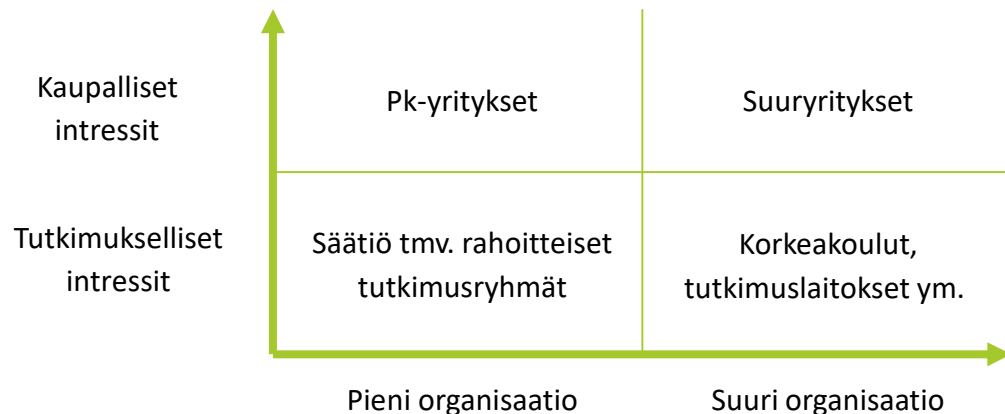 Kaupalliset
intressit
Pk-yritykset
Suuryritykset
Tutkimukselliset
intressit
Säätiö tmv. rahoitteiset
tutkimusryhmät
Korkeakoulut,
tutkimuslaitokset ym.
Pieni organisaatio
Suuri organisaatio